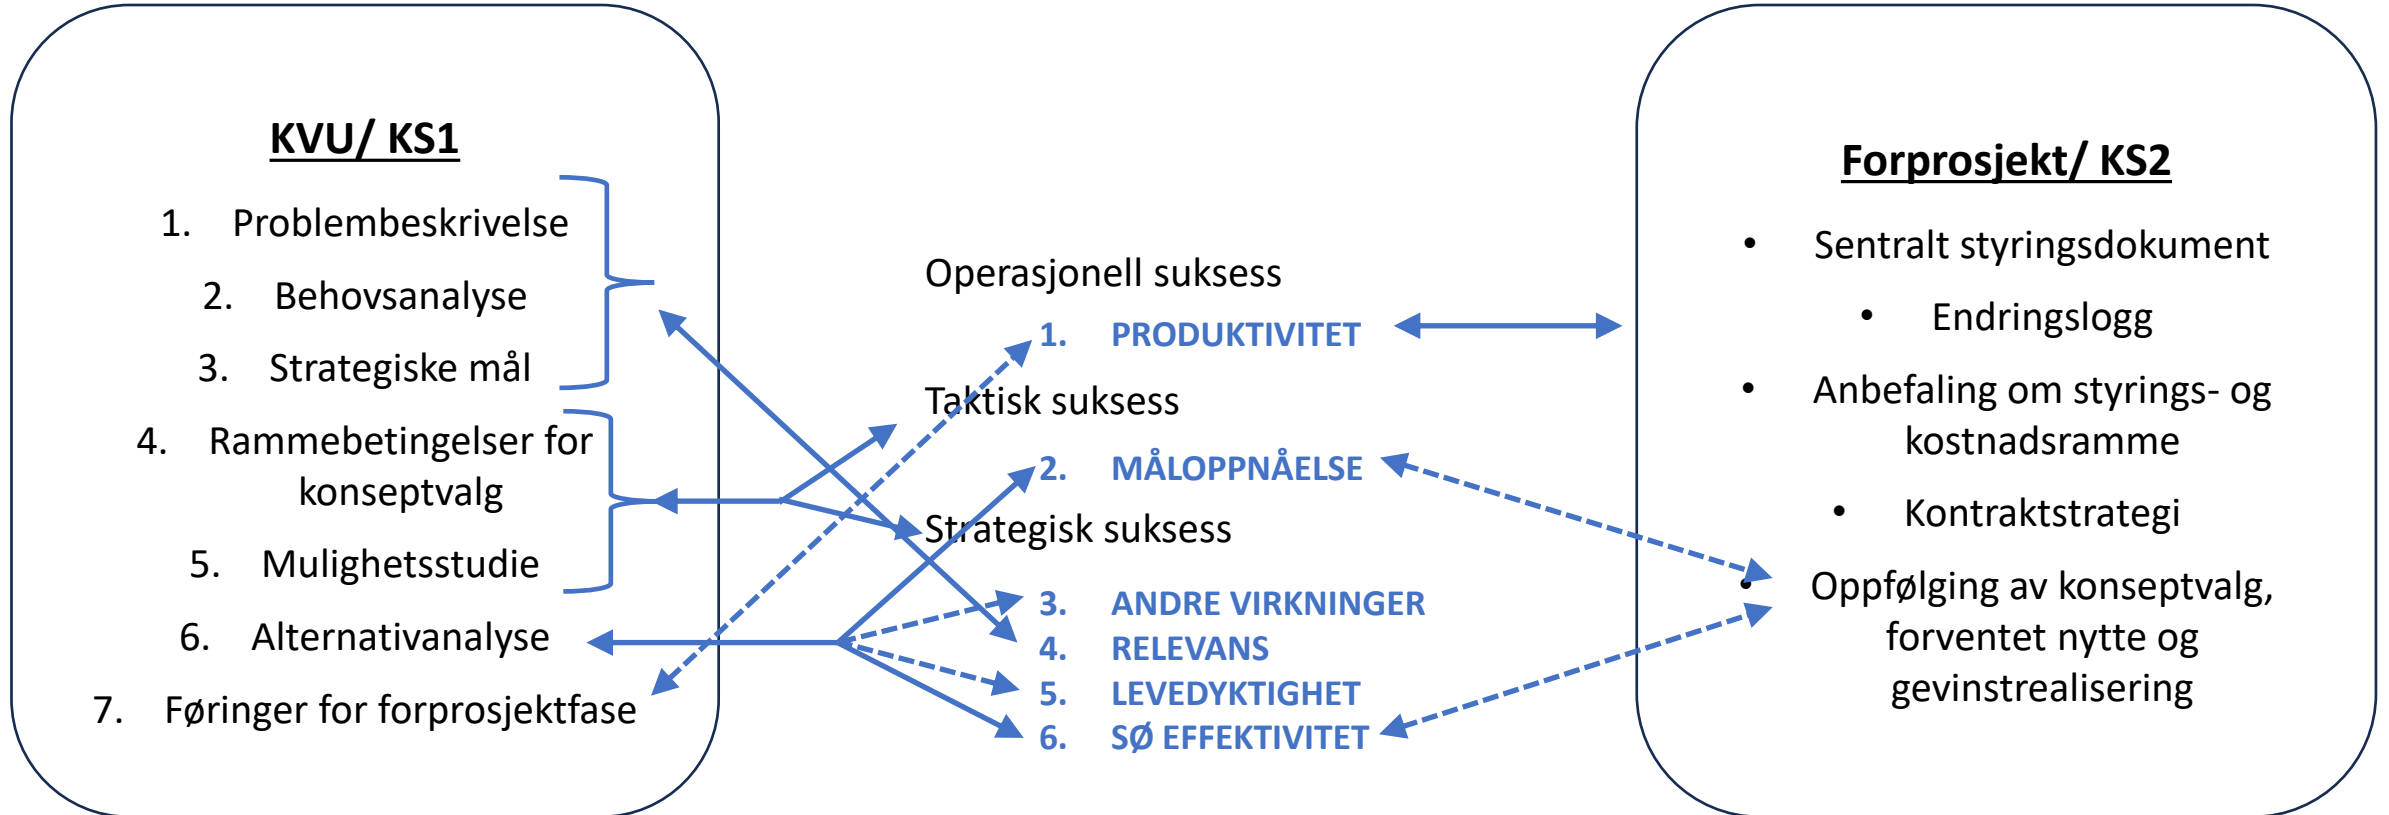 KVU/ KS1
1. Problembeskrivelse
2. Behovsanalyse
3. Strategiske mål
4. Rammebetingelser for
konseptvalg
5. Mulighetsstudie
6. Alternativanalyse
7. Føringer for forprosjektfase
Operasjonell suksess
1. PRODUKTIVITET
Taktisk suksess
2. MÅLOPPNÅELSE
Strategisk suksess
3. ANDRE VIRKNINGER
4. RELEVANS
5. LEVEDYKTIGHET
6. SØ EFFEKTIVITET
Forprosjekt/ KS2
• Sentralt styringsdokument
• Endringslogg
• Anbefaling om styrings- og
kostnadsramme
• Kontraktstrategi
• Oppfølging av konseptvalg,
forventet nytte og
gevinstrealisering